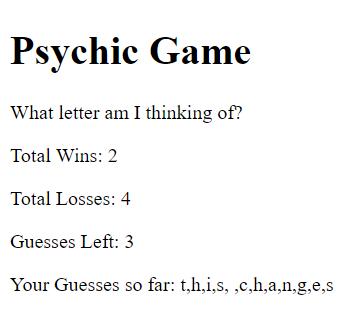 Psychic Game
What letter am I thinking of?
Total Wins: 2
Total Losses: 4
Guesses Left: 3
Your Guesses so far: t,h,i,s, ,c,h,a,n,g,e,s